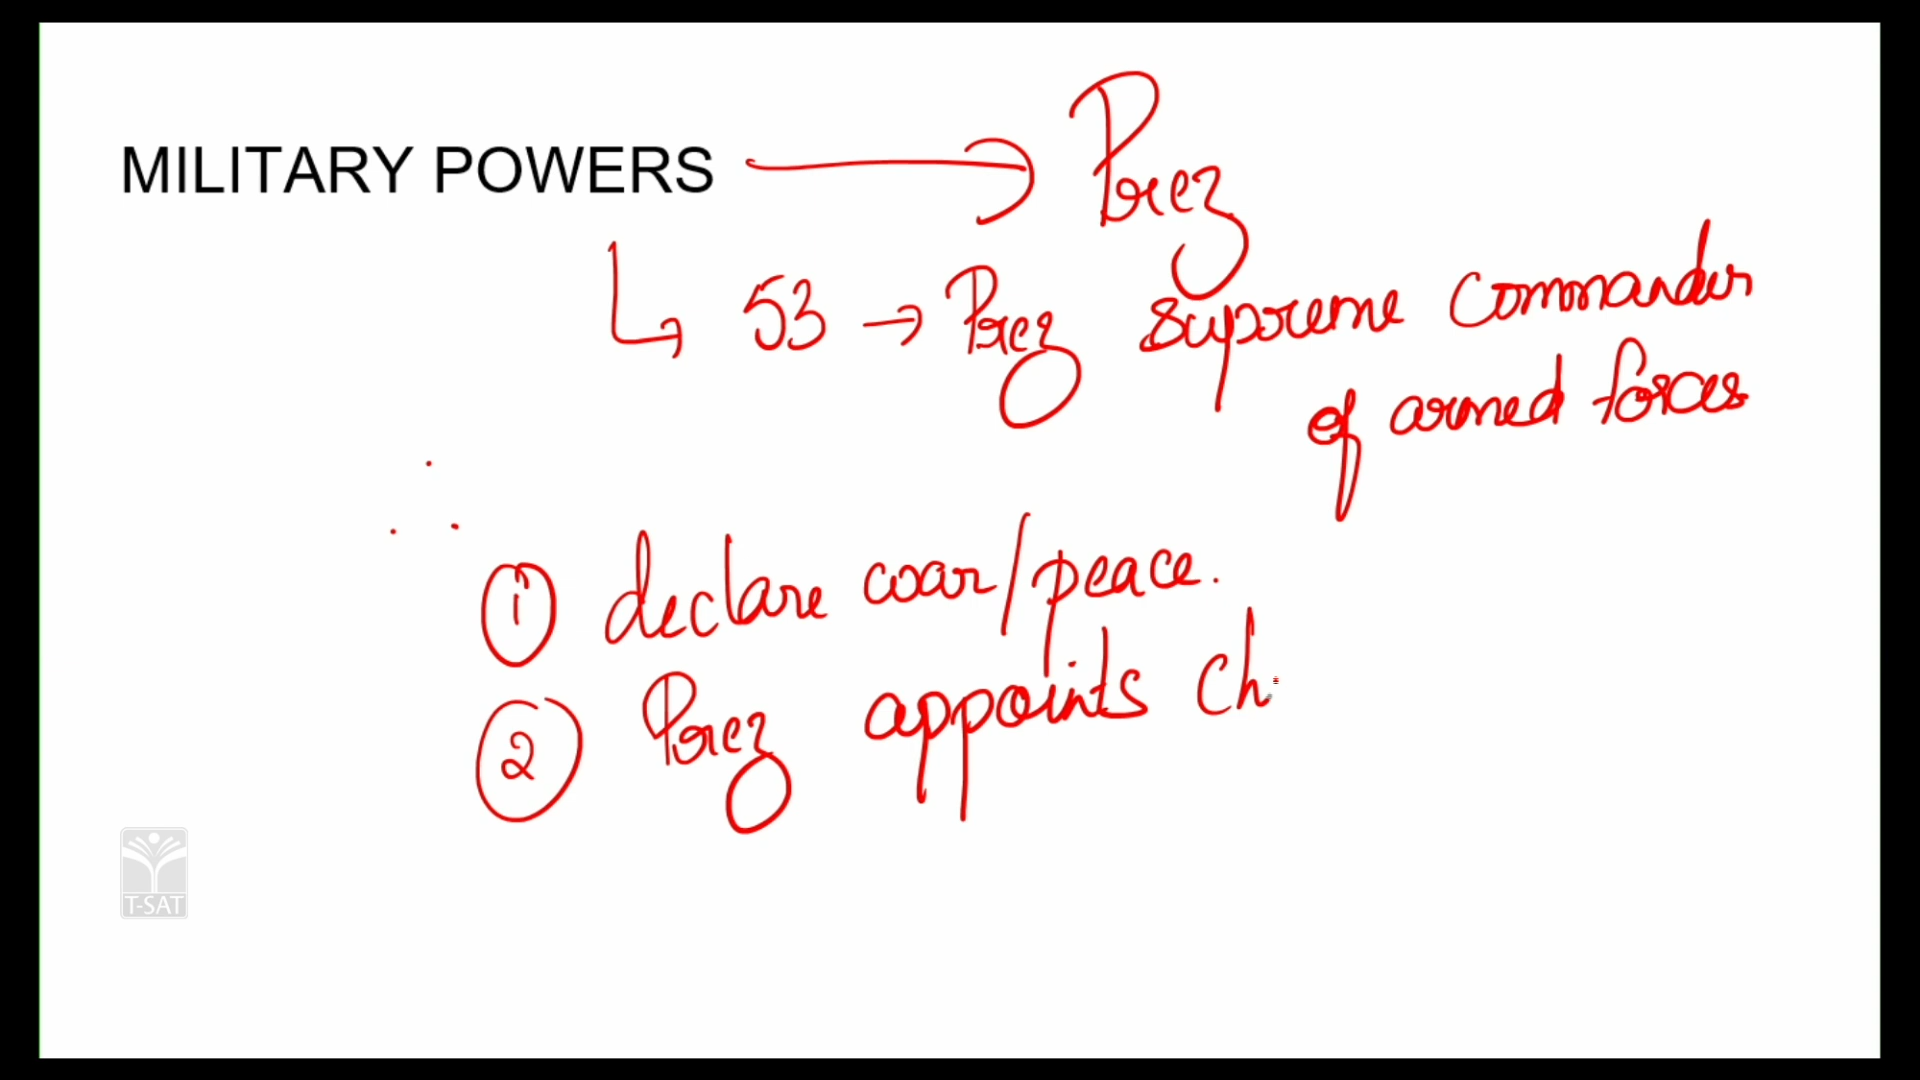 MILITARY POWERS → Prez
↳ 53 → Prez supreme commander
of armed forces
① declare war/peace.
② Prez appoints ch
T-SAT